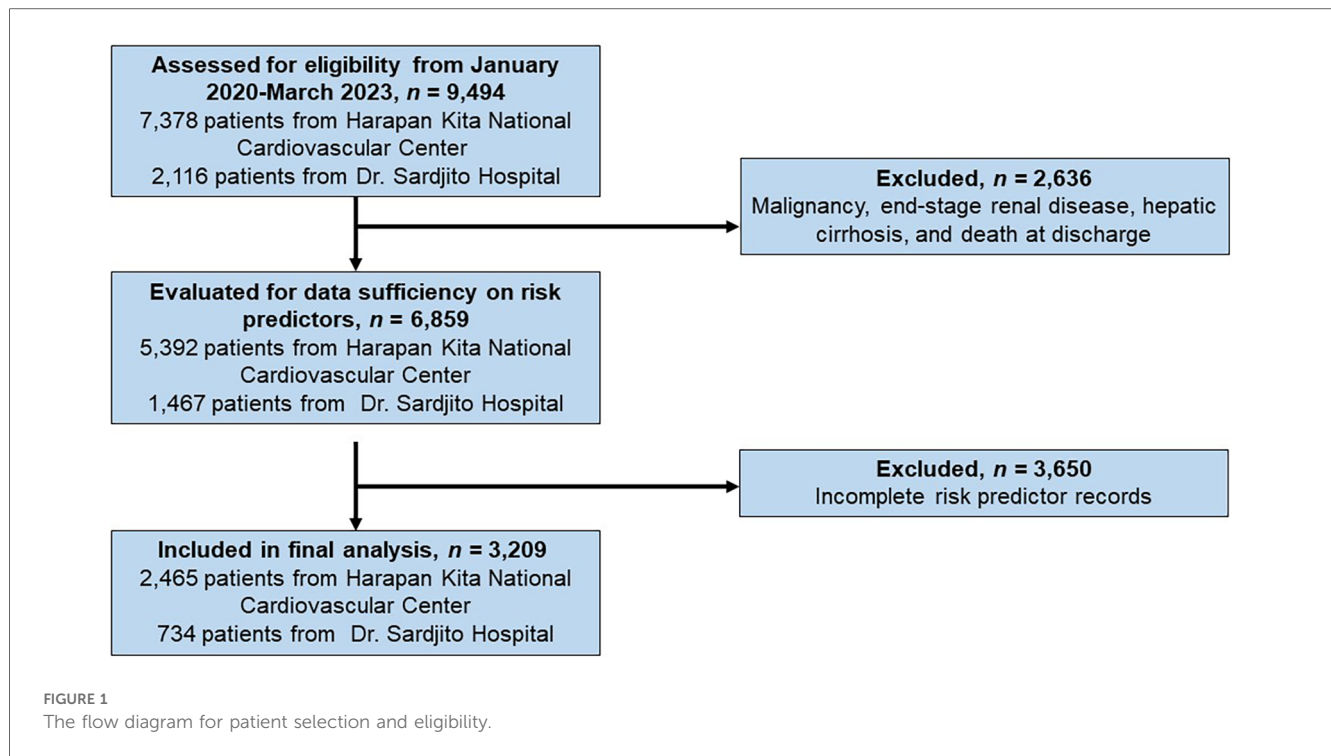 Assessed for eligibility from January
2020-March 2023, n = 9,494
7,378 patients from Harapan Kita National
Cardiovascular Center
2,116 patients from Dr. Sardjito Hospital
Excluded, n = 2,636
Malignancy, end-stage renal disease, hepatic
cirrhosis, and death at discharge
Evaluated for data sufficiency on risk
predictors, n = 6,859
5,392 patients from Harapan Kita National
Cardiovascular Center
1,467 patients from Dr. Sardjito Hospital
Excluded, n = 3,650
Incomplete risk predictor records
Included in final analysis, n = 3,209
2,465 patients from Harapan Kita National
Cardiovascular Center
734 patients from Dr. Sardjito Hospital
FIGURE 1
The flow diagram for patient selection and eligibility.